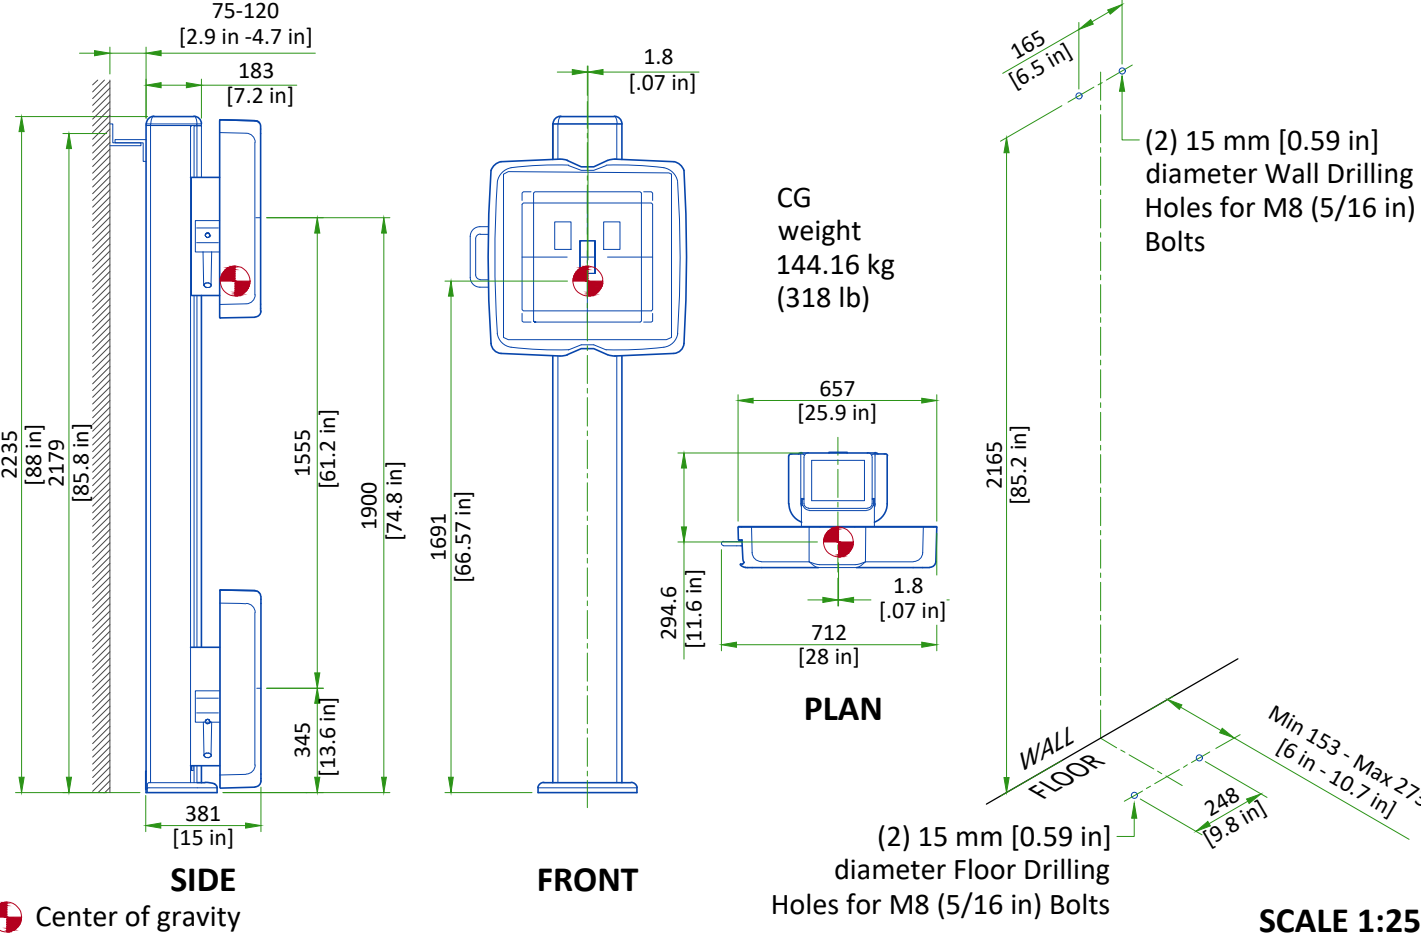 75-120
[2.9 in -4.7 in]
183
[7.2 in]
2235
[88 in]
2179
[85.8 in]
1555
[61.2 in]
1900
[74.8 in]
345
[13.6 in]
381
[15 in]
SIDE
Center of gravity
1.8
[.07 in]
1691
[66.57 in]
FRONT
CG
weight
144.16 kg
(318 lb)
657
[25.9 in]
294.6
[11.6 in]
1.8
[.07 in]
712
[28 in]
PLAN
165
[6.5 in]
(2) 15 mm [0.59 in]
diameter Wall Drilling
Holes for M8 (5/16 in)
Bolts
2165
[85.2 in]
WALL
FLOOR
Min 153 - Max
[6 in - 10.7 in]
248
[9.8 in]
(2) 15 mm [0.59 in]
diameter Floor Drilling
Holes for M8 (5/16 in) Bolts
SCALE 1:25